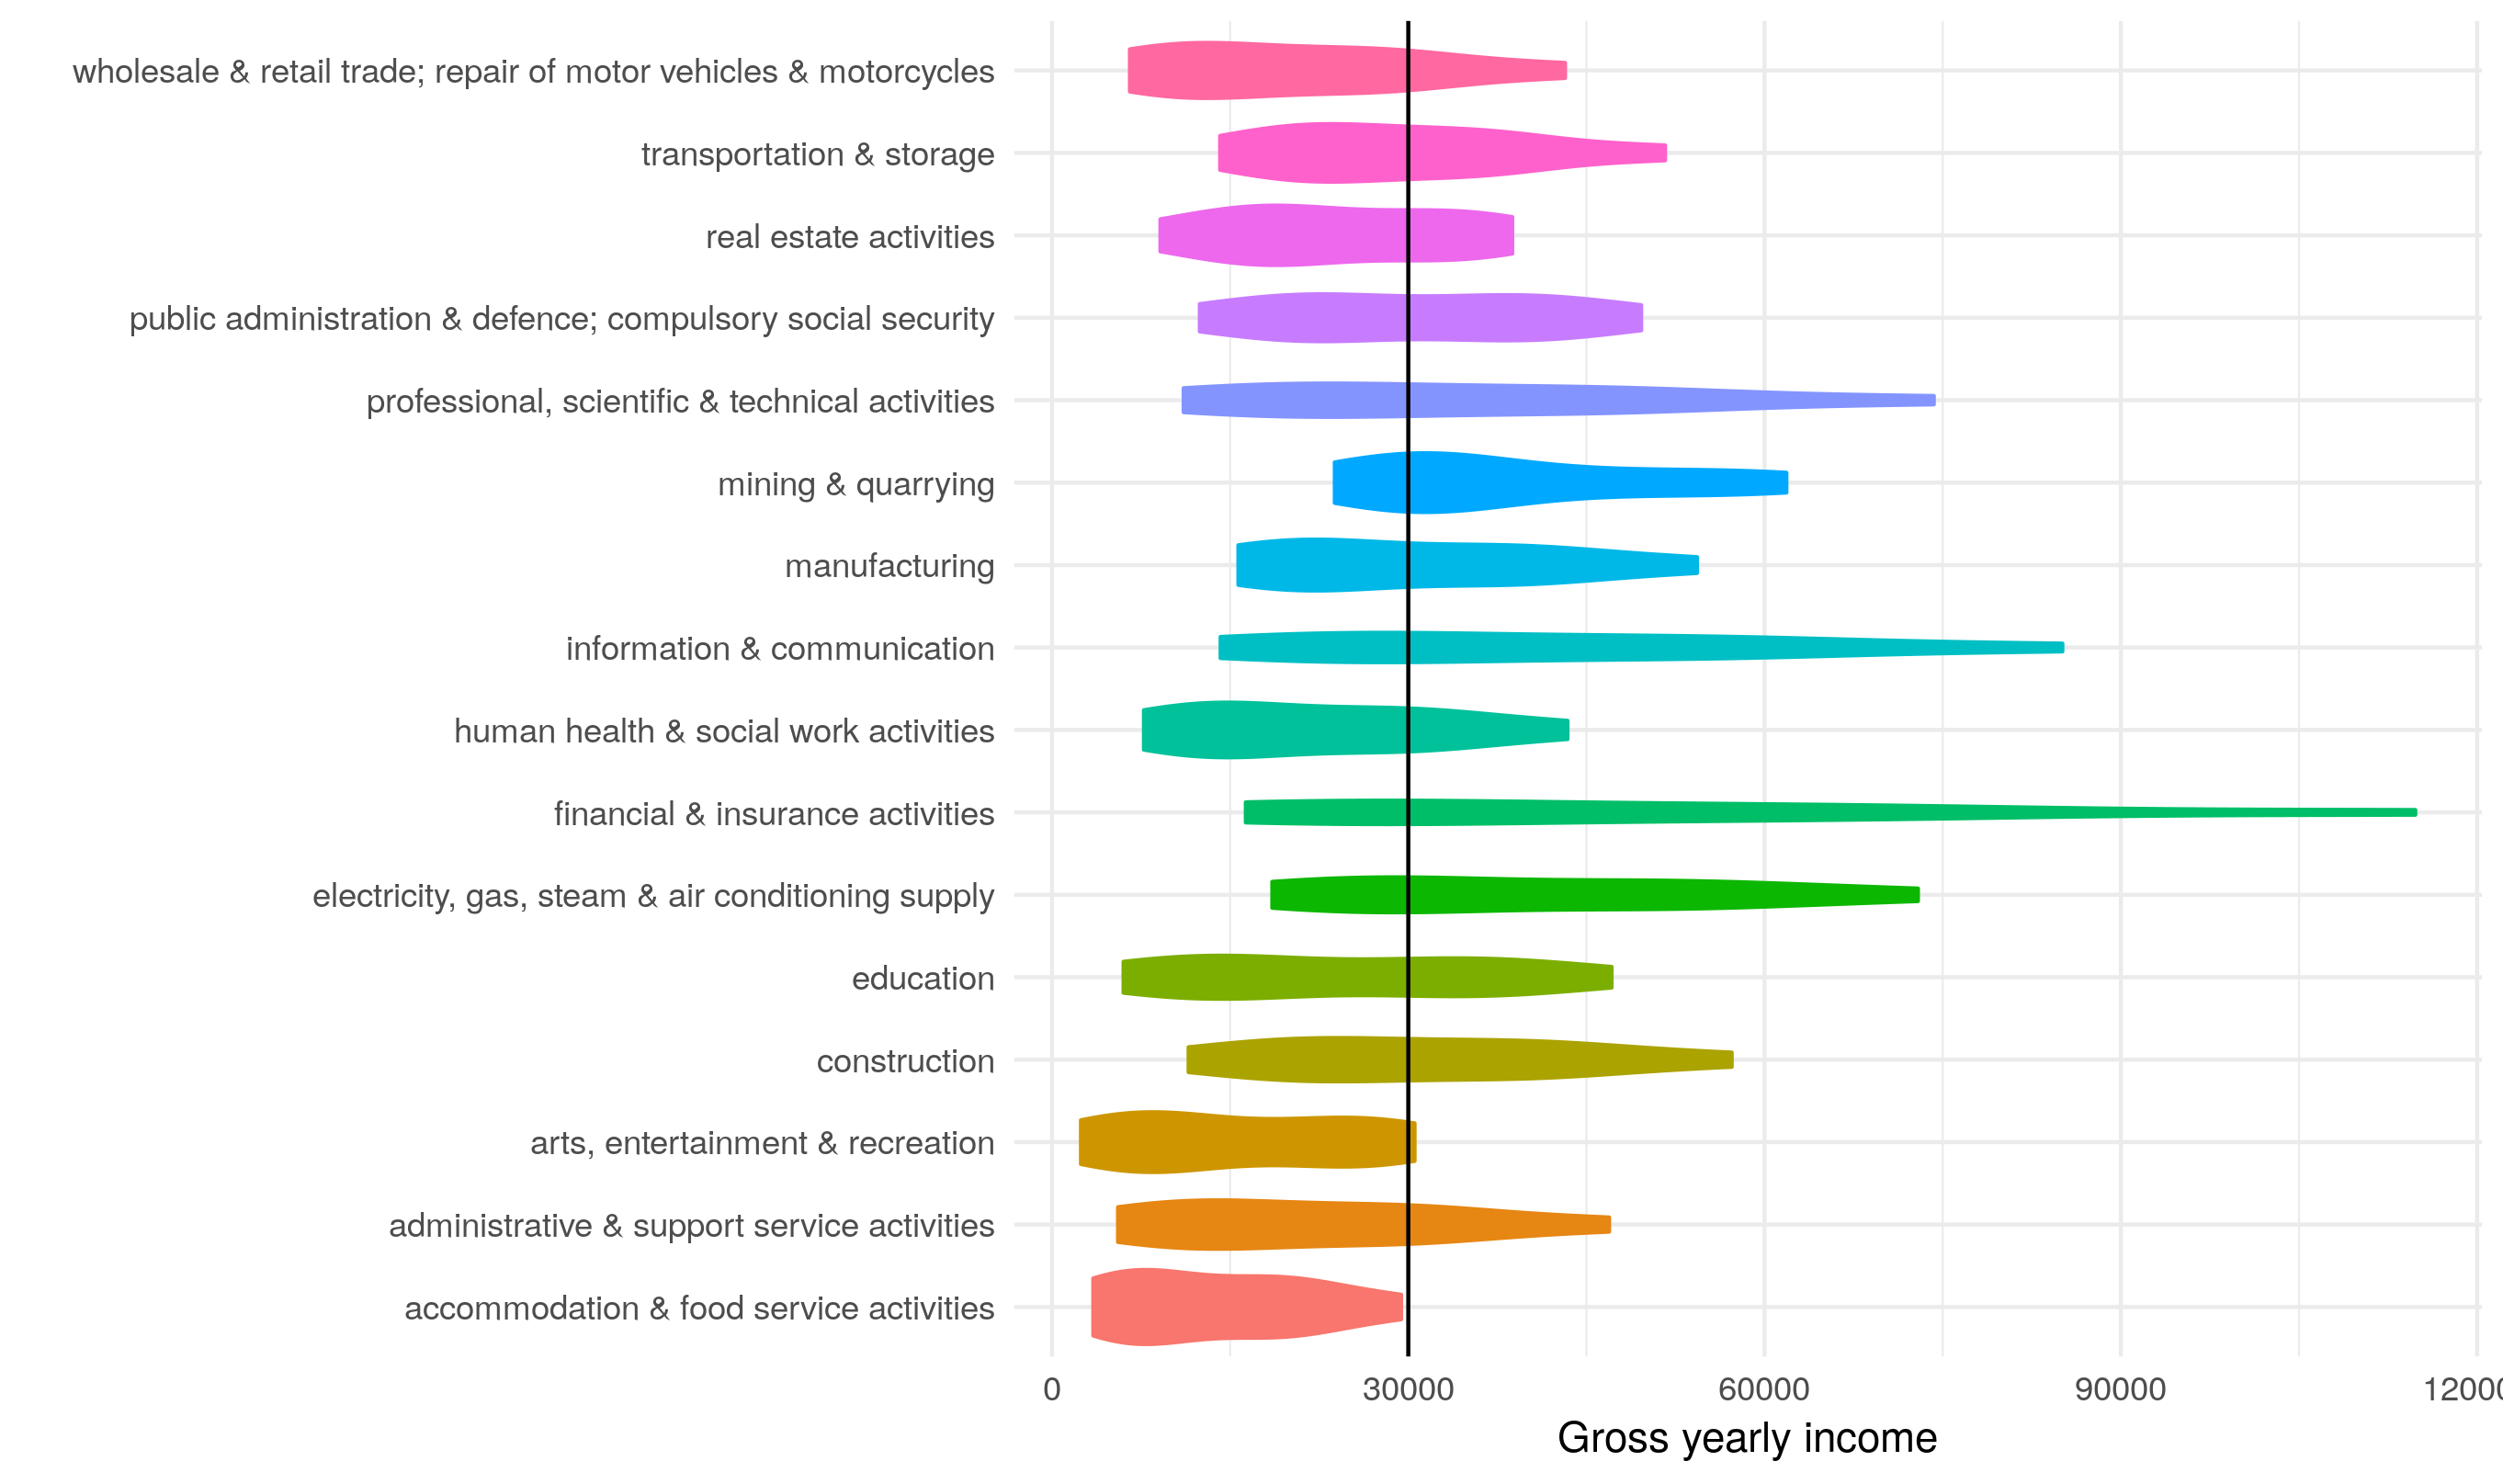 wholesale & retail trade; repair of motor vehicles & motorcycles
transportation & storage
real estate activities
public administration & defence; compulsory social security
professional, scientific & technical activities
mining & quarrying
manufacturing
information & communication
human health & social work activities
financial & insurance activities
electricity, gas, steam & air conditioning supply
education
construction
arts, entertainment & recreation
administrative & support service activities
accommodation & food service activities
0 30000 60000 90000 12000
Gross yearly income